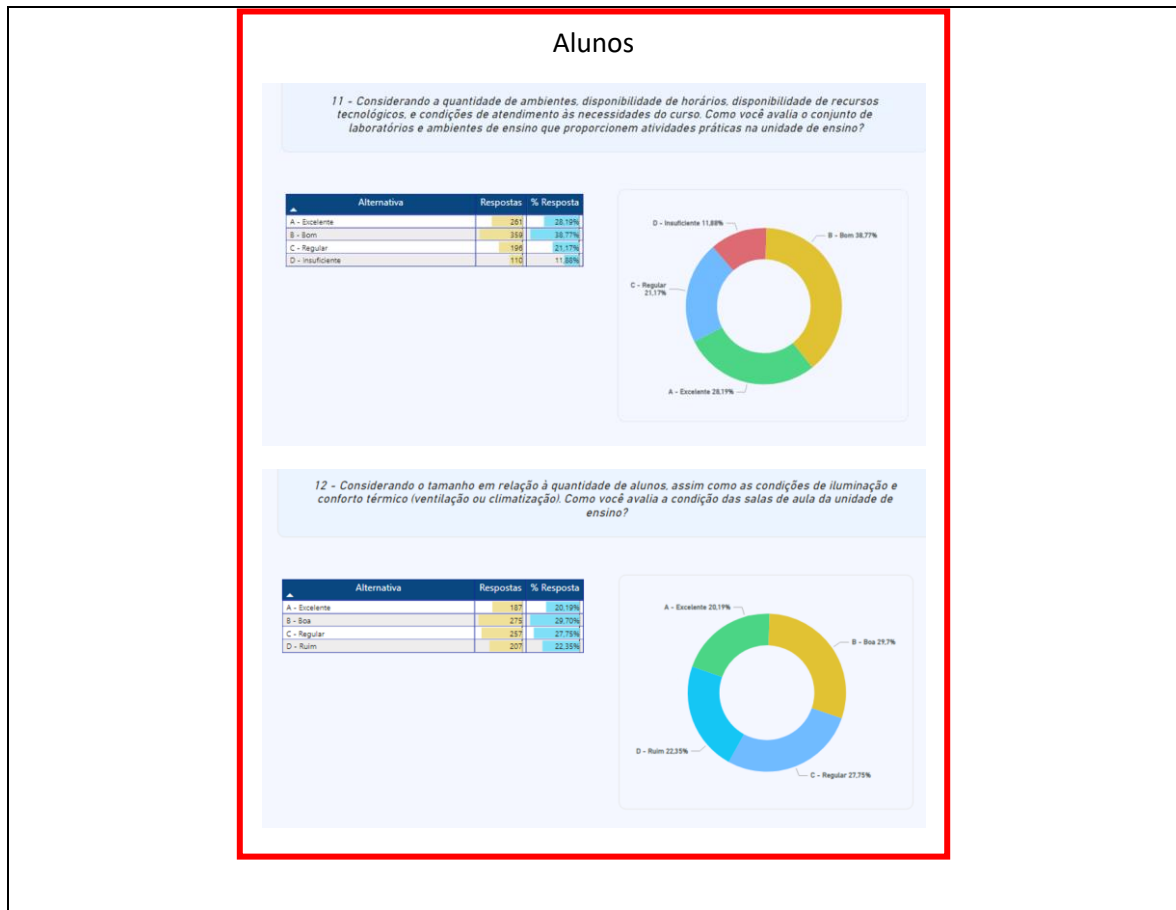 Alunos
11 - Considerando a quantidade de ambientes, disponibilidade de horários, disponibilidade de recursos
tecnológicos, e condições de atendimento às necessidades do curso. Como você avalia o conjunto de
laboratórios e ambientes de ensino que proporcionem atividades práticas na unidade de ensino?
Alternativa Respostas % Resposta
A - Excelente 261 28,19%
B - Bom 359 38,77%
C - Regular 196 21,17%
D - Insuficiente 110 11,88%
D - Insuficiente 11,88%
B - Bom 38,77%
C - Regular
21,17%
A - Excelente 28,19%
12 - Considerando o tamanho em relação à quantidade de alunos, assim como as condições de iluminação e
conforto térmico (ventilação ou climatização). Como você avalia a condição das salas de aula da unidade de
ensino?
Alternativa Respostas % Resposta
A - Excelente 187 20,19%
B - Boa 275 29,70%
C - Regular 257 27,75%
D - Ruim 207 22,35%
A - Excelente 20,19%
B - Boa 29,7%
D - Ruim 22,35%
C - Regular 27,75%